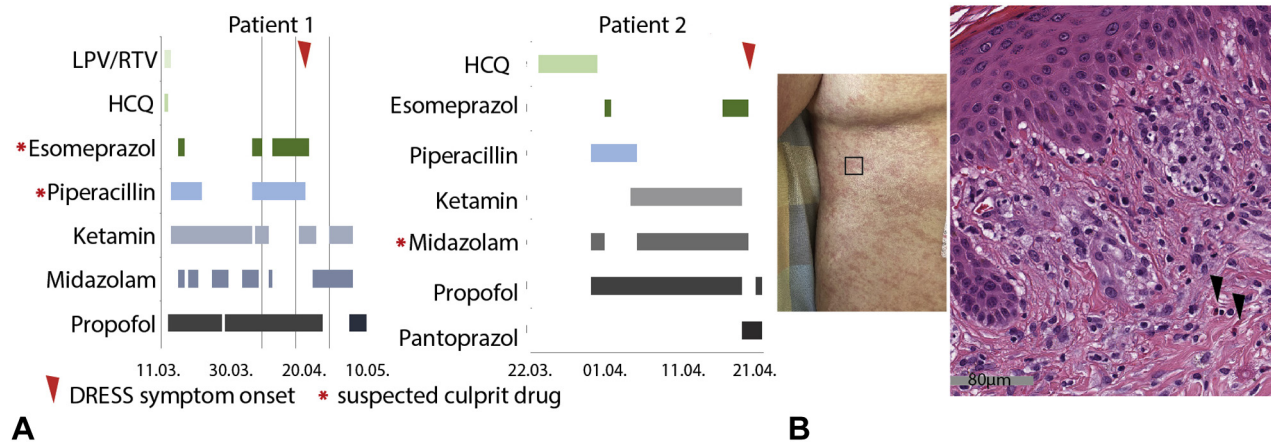 Patient 1
LPV/RTV
HCQ
*Esomeprazol
*Piperacillin
Ketamin
Midazolam
Propofol
11.03. 30.03. 20.04. 10.05.
Patient 2
HCQ
Esomeprazol
Piperacillin
Ketamin
*Midazolam
Propofol
Pantoprazol
22.03. 01.04. 11.04. 21.04.
DRESS symptom onset * suspected culprit drug
A
80µm
B